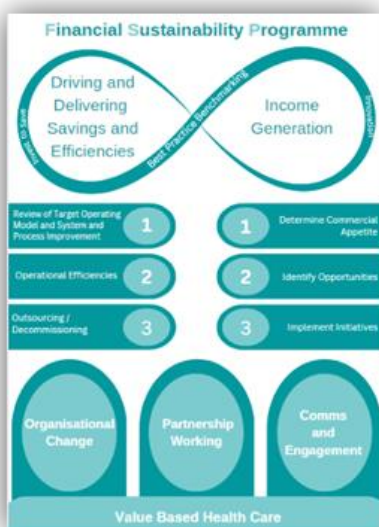 Financial Sustainability Programme
Driving and
Delivering
Savings and
Efficiencies
Invest to Save
Best Practice Benchmarking
Income
Generation
Innovation
Review of Target Operating
Model and System and
Process Improvement
1
Operational Efficiencies
2
Outsourcing /
Decommissioning
3
1
Determine Commercial
Appetite
2
Identify Opportunities
3
Implement Initiatives
Organisational
Change
Partnership
Working
Comms
and
Engagement
Value Based Health Care